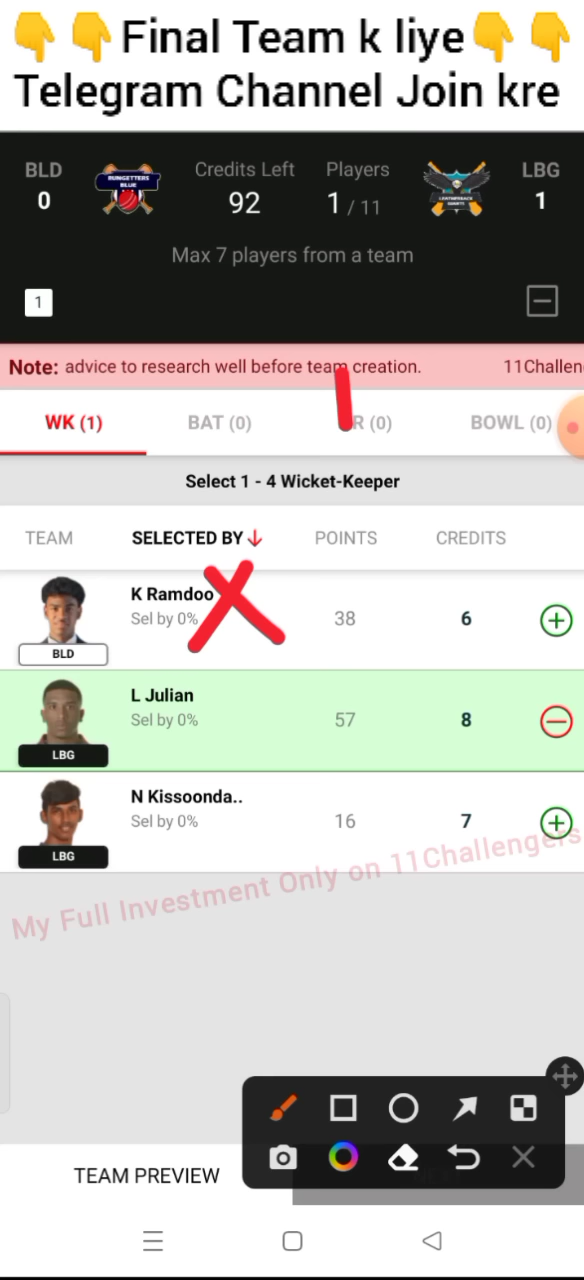 Final Team k liye
Telegram Channel Join kre
BLD
Credits Left
Players
LBG
0
RUNGETTERS
BLUE
92
1 / 11
1
Max 7 players from a team
1
Note: advice to research well before team creation.
11Challen
WK (1)
BAT (0)
R (0)
BOWL (0)
Select 1 - 4 Wicket-Keeper
TEAM
SELECTED BY
POINTS
CREDITS
K Ramdoo
Sel by 0%
38
6
BLD
L Julian
Sel by 0%
57
8
LBG
N Kissoonda..
Sel by 0%
16
7
LBG
My Full Investment Only on 11Challengers
TEAM PREVIEW